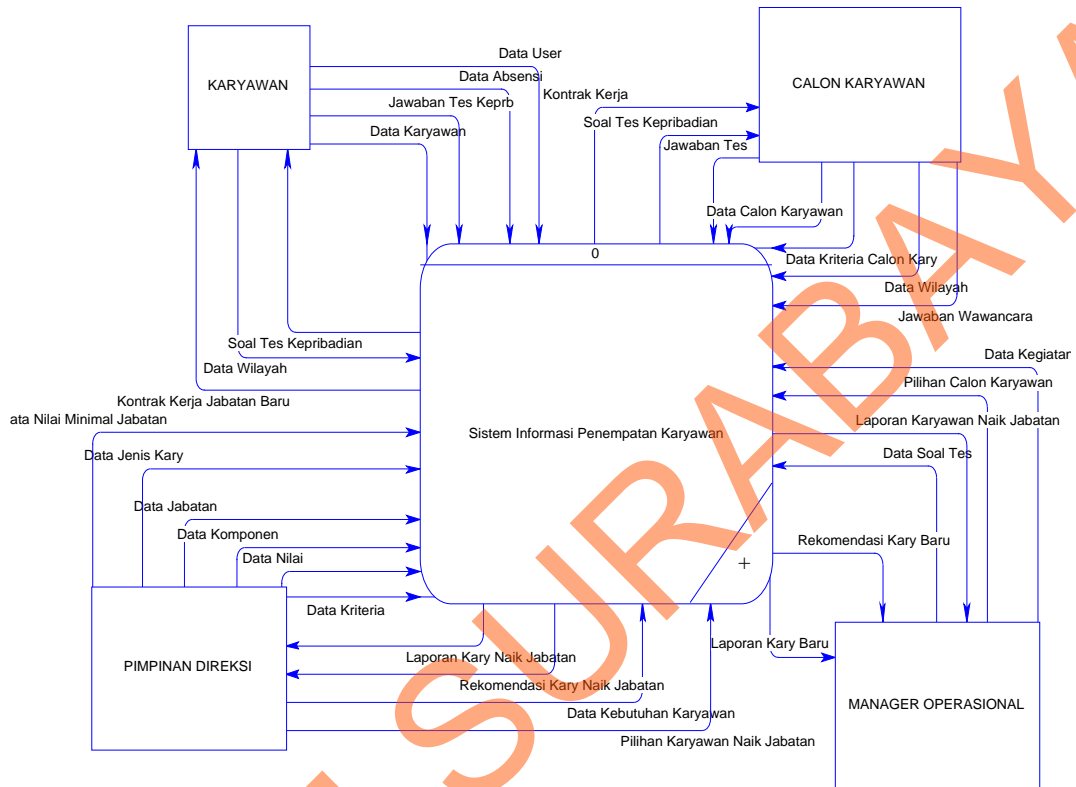 Data User
KARYAWAN
Data Absensi
CALON KARYAWAN
Kontrak Kerja
Jawaban Tes Keprb
Soal Tes Kepribadian
Data Karyawan
Jawaban Tes
Data Calon Karyawan
0
Data Kriteria Calon Kary
Data Wilayah
Jawaban Wawancara
Soal Tes Kepribadian
Data Kegiatan
Data Wilayah
Pilihan Calon Karyawan
Kontrak Kerja Jabatan Baru
ata Nilai Minimal Jabatan
Laporan Karyawan Naik Jabatan
Sistem Informasi Penempatan Karyawan
Data Jenis Kary
Data Soal Tes
Data Jabatan
Data Komponen
Rekomendasi Kary Baru
Data Nilai
+
Data Kriteria
Laporan Kary Baru
Laporan Kary Naik Jabatan
PIMPINAN DIREKSI
Rekomendasi Kary Naik Jabatan
MANAGER OPERASIONAL
Data Kebutuhan Karyawan
Pilihan Karyawan Naik Jabatan
SURABAYA